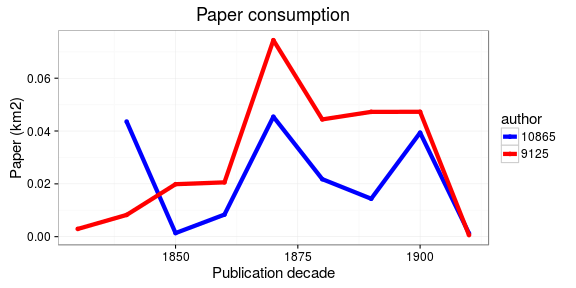 Paper consumption
Paper (km2)
0.06
0.04
0.02
0.00
1850 1875 1900
Publication decade
author
10865
9125